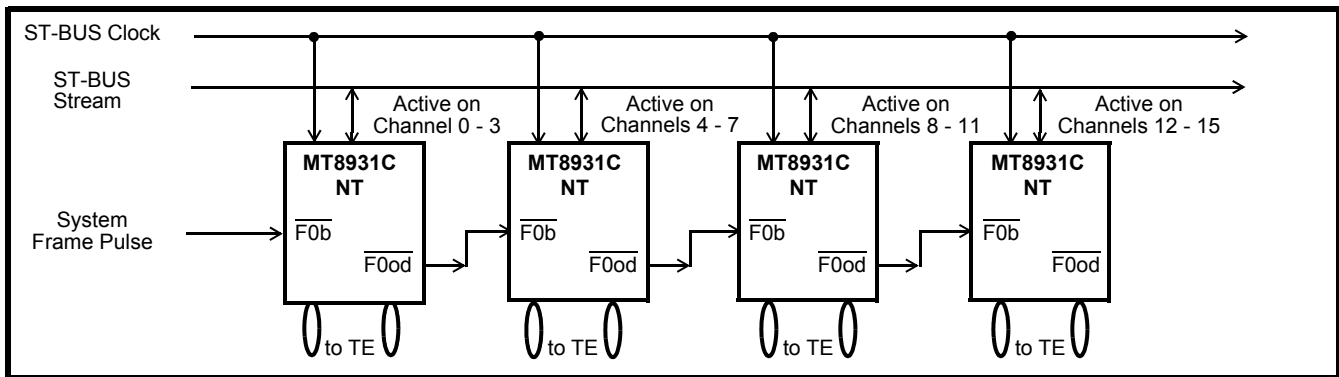 ST-BUS Clock
ST-BUS
Stream
Active on
Channel 0 - 3
Active on
Channels 4 - 7
Active on
Channels 8 - 11
Active on
Channels 12 - 15
MT8931C
NT
F0b
F0od
MT8931C
NT
F0b
F0od
MT8931C
NT
F0b
F0od
MT8931C
NT
F0b
F0od
System
Frame Pulse
to TE
to TE
to TE
to TE